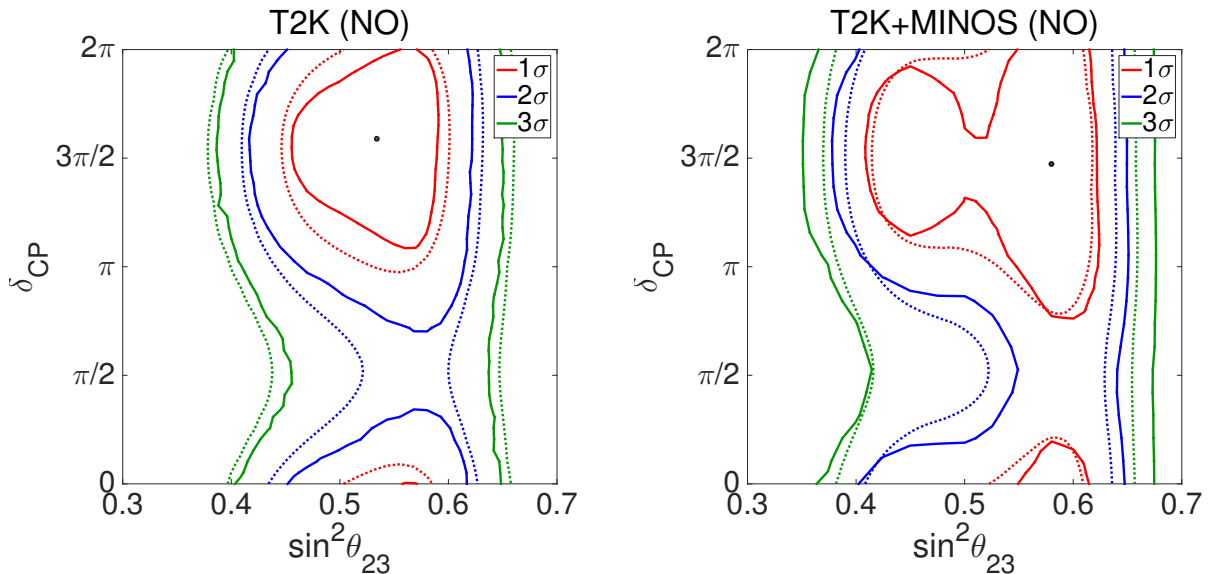 T2K (NO)
2π
3π/2
π
π/2
0
δCP
0.3 0.4 0.5 0.6 0.7
sin²θ23
1σ
2σ
3σ
T2K+MINOS (NO)
2π
3π/2
π
π/2
0
δCP
0.3 0.4 0.5 0.6 0.7
sin²θ23
1σ
2σ
3σ